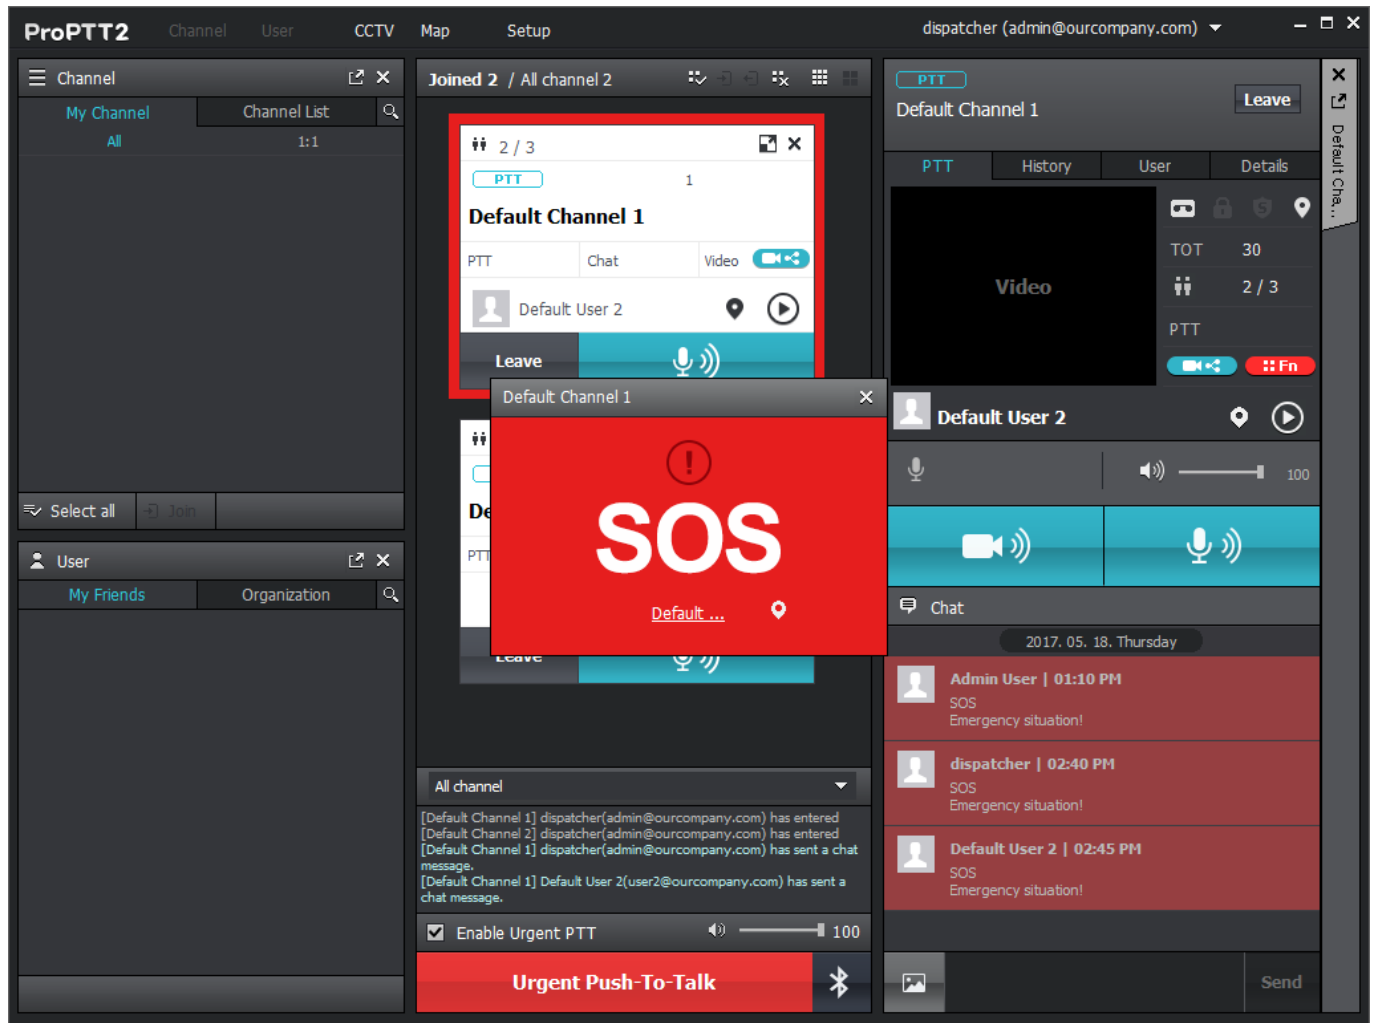 ProPTT2
Channel
User
CCTV
Map
Setup
dispatcher (admin@ourcompany.com)
Channel
My Channel
Channel List
All
1:1
Select all
Join
User
My Friends
Organization
Joined 2 / All channel 2
2 / 3
PTT
1
Default Channel 1
PTT
Chat
Video
Default User 2
Leave
De
PTT
Leave
Default Channel 1
SOS
Default ...
All channel
[Default Channel 1] dispatcher(admin@ourcompany.com) has entered
[Default Channel 2] dispatcher(admin@ourcompany.com) has entered
[Default Channel 1] dispatcher(admin@ourcompany.com) has sent a chat
message.
[Default Channel 1] Default User 2(user2@ourcompany.com) has sent a
chat message.
Enable Urgent PTT
100
Urgent Push-To-Talk
PTT
Default Channel 1
Leave
PTT
History
User
Details
Video
TOT 30
2 / 3
PTT
Fn
Default User 2
100
Chat
2017. 05. 18. Thursday
Admin User | 01:10 PM
SOS
Emergency situation!
dispatcher | 02:40 PM
SOS
Emergency situation!
Default User 2 | 02:45 PM
SOS
Emergency situation!
Send
Default Cha...